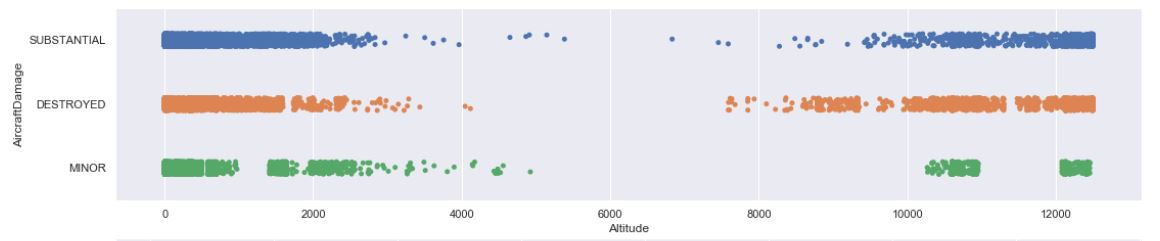 AircraftDamage
SUBSTANTIAL
DESTROYED
MINOR
0 2000 4000 6000 8000 10000 12000
Altitude